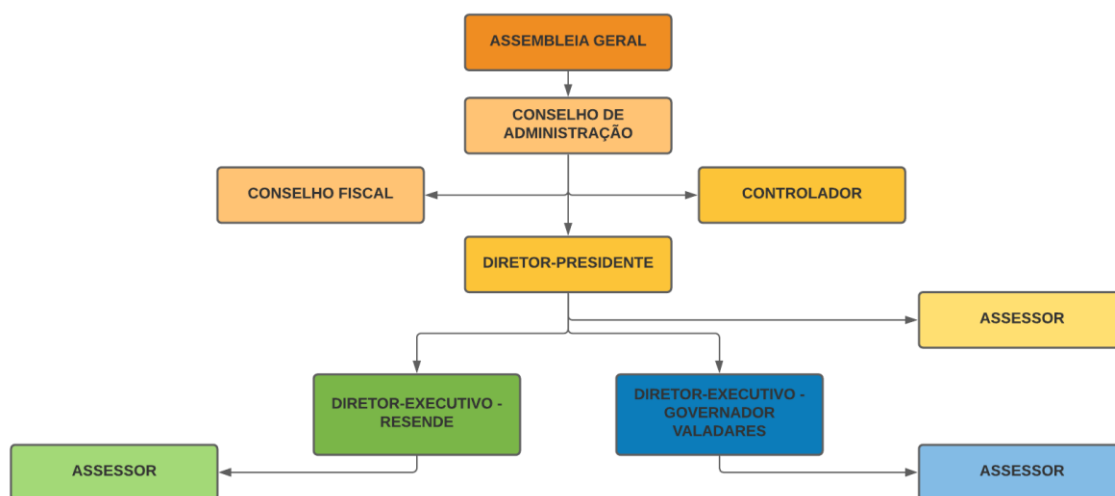 ASSEMBLEIA GERAL
CONSELHO DE
ADMINISTRAÇÃO
CONSELHO FISCAL
CONTROLADOR
DIRETOR-PRESIDENTE
ASSESSOR
DIRETOR-EXECUTIVO -
RESENDE
DIRETOR-EXECUTIVO -
GOVERNADOR
VALADARES
ASSESSOR
ASSESSOR